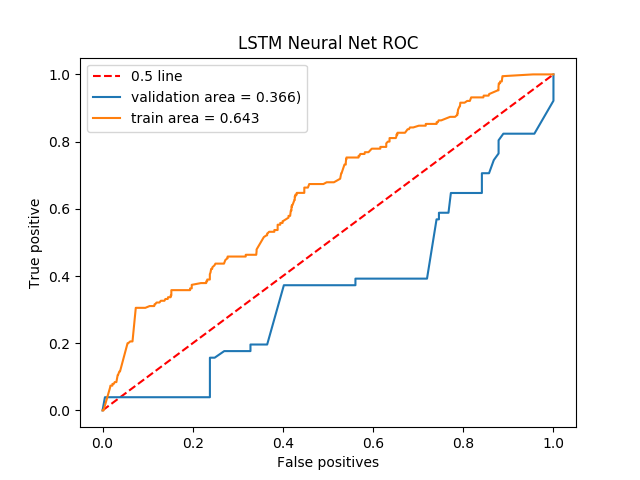 LSTM Neural Net ROC
0.5 line
validation area = 0.366)
train area = 0.643
1.0
0.8
0.6
0.4
0.2
0.0
True positive
0.0 0.2 0.4 0.6 0.8 1.0
False positives